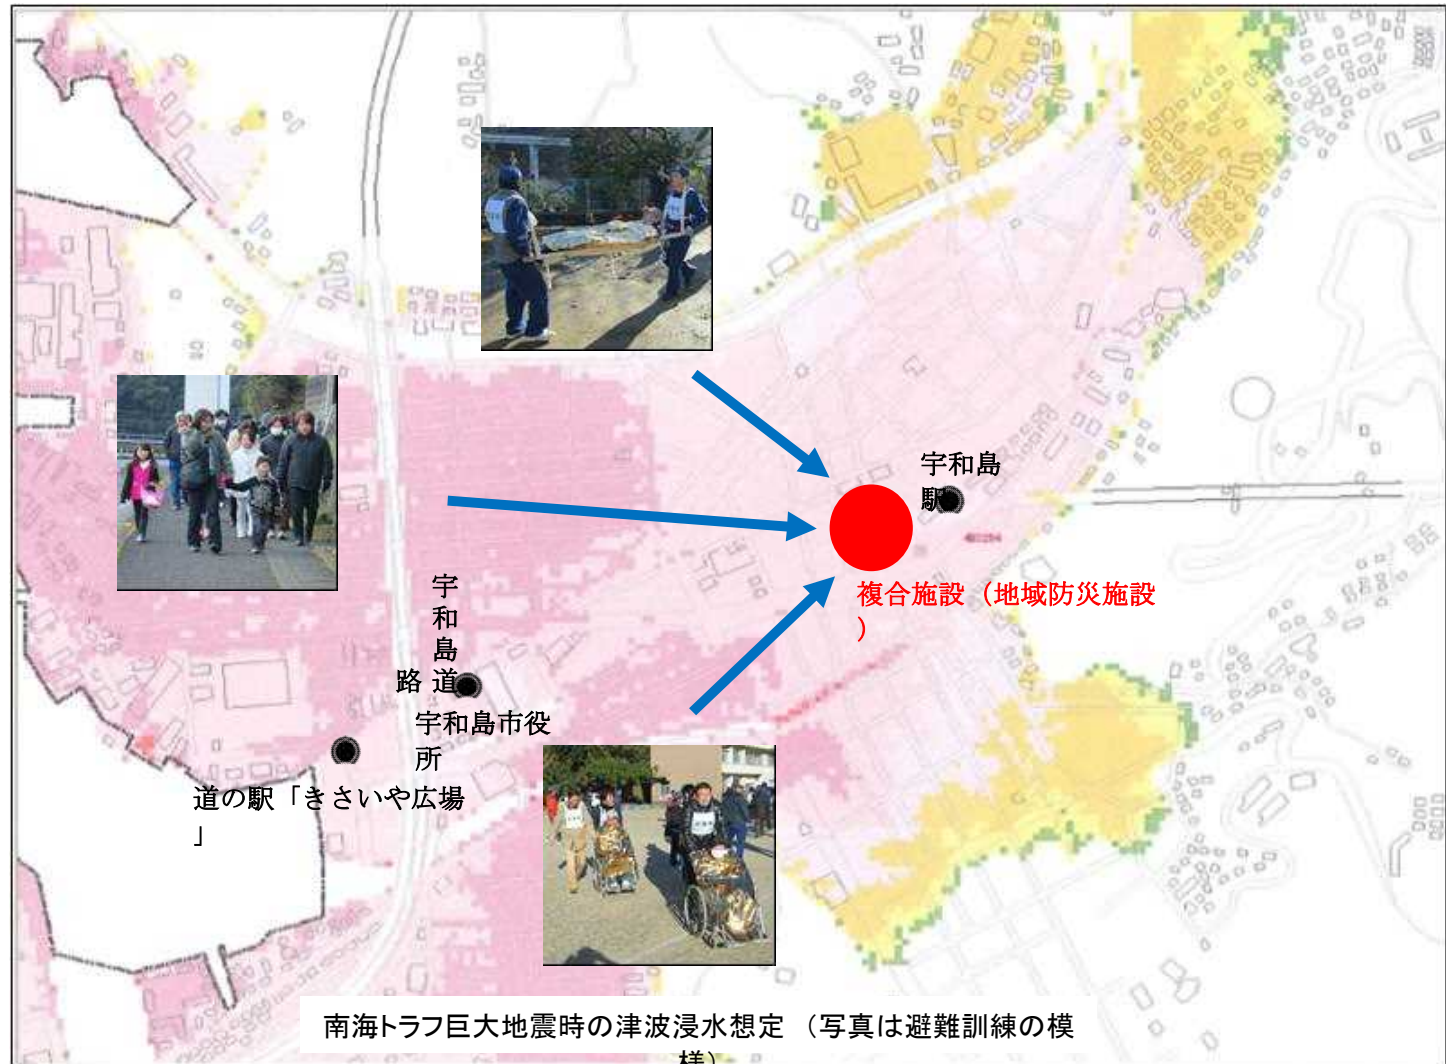 宇和島
駅
複合施設（地域防災施設
）
宇
和
島
道
路
宇和島市役
所
道の駅「きさいや広場
」
南海トラフ巨大地震時の津波浸水想定 （写真は避難訓練の模
様）